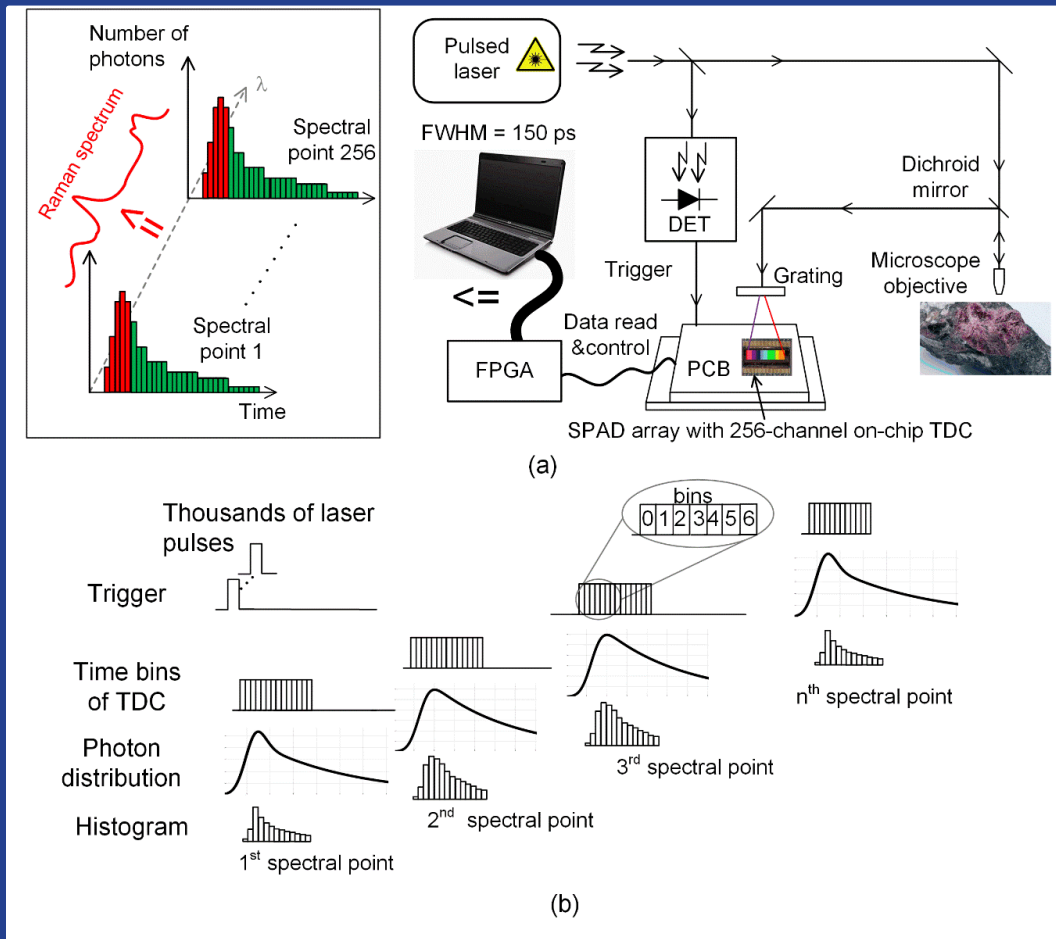 Number of
photons
λ
Raman spectrum
Spectral
point 256
Spectral
point 1
Time
Pulsed
laser
FWHM = 150 ps
DET
Trigger
Dichroid
mirror
Grating
Microscope
objective
<=
Data read
&control
FPGA
PCB
SPAD array with 256-channel on-chip TDC
(a)
Thousands of laser
pulses
Trigger
bins
0 1 2 3 4 5 6
Time bins
of TDC
Photon
distribution
Histogram
1st spectral point
2nd spectral point
3rd spectral point
nth spectral point
(b)